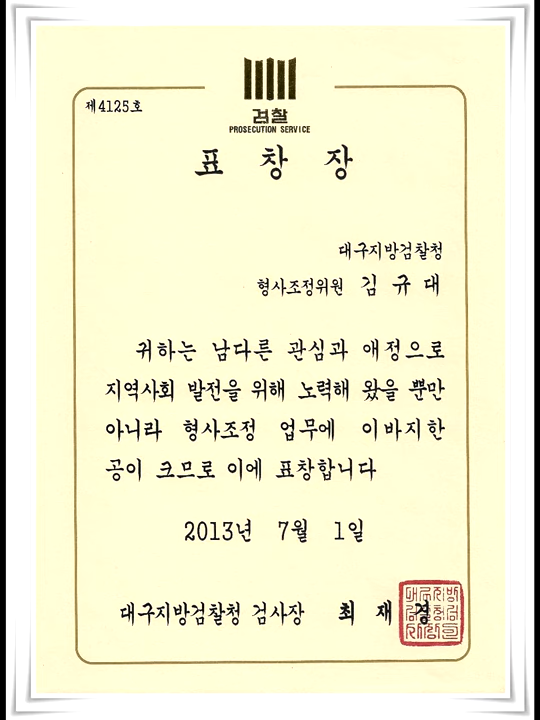 검찰
PROSECUTION SERVICE
제4125호
표 창 장
대구지방검찰청
형사조정위원 김 규 대
귀하는 남다른 관심과 애정으로
지역사회 발전을 위해 노력해 왔을 뿐만
아니라 형사조정 업무에 이바지한
공이 크므로 이에 표창합니다
2013년 7월 1일
대구지방검찰청 검사장 최 재 경